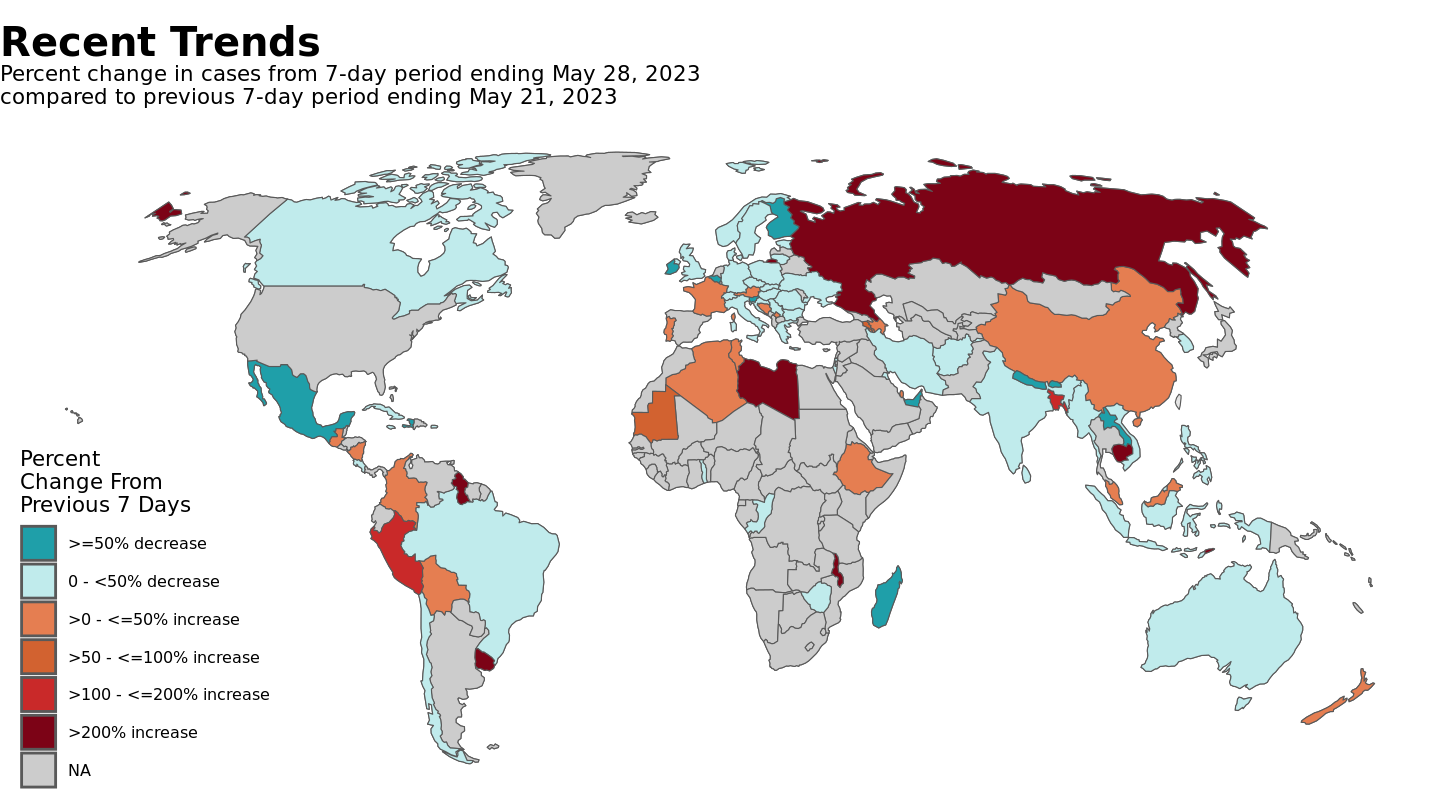 Recent Trends
Percent change in cases from 7-day period ending May 28, 2023
compared to previous 7-day period ending May 21, 2023
Percent
Change From
Previous 7 Days
>=50% decrease
0 - <50% decrease
>0 - <=50% increase
>50 - <=100% increase
>100 - <=200% increase
>200% increase
NA